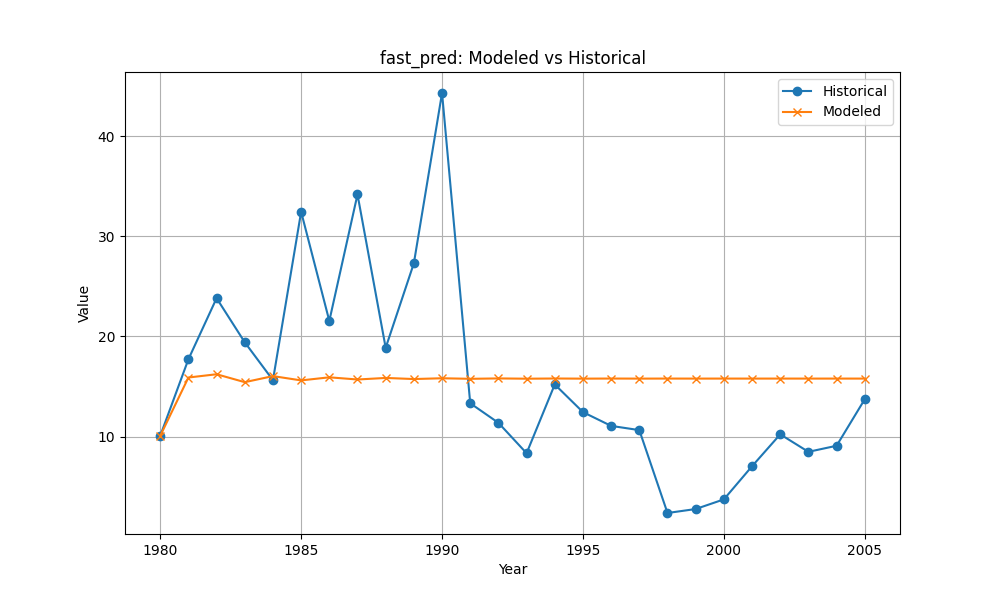 fast_pred: Modeled vs Historical
Historical
Modeled
Value
40
30
20
10
1980
1985
1990
1995
2000
2005
Year